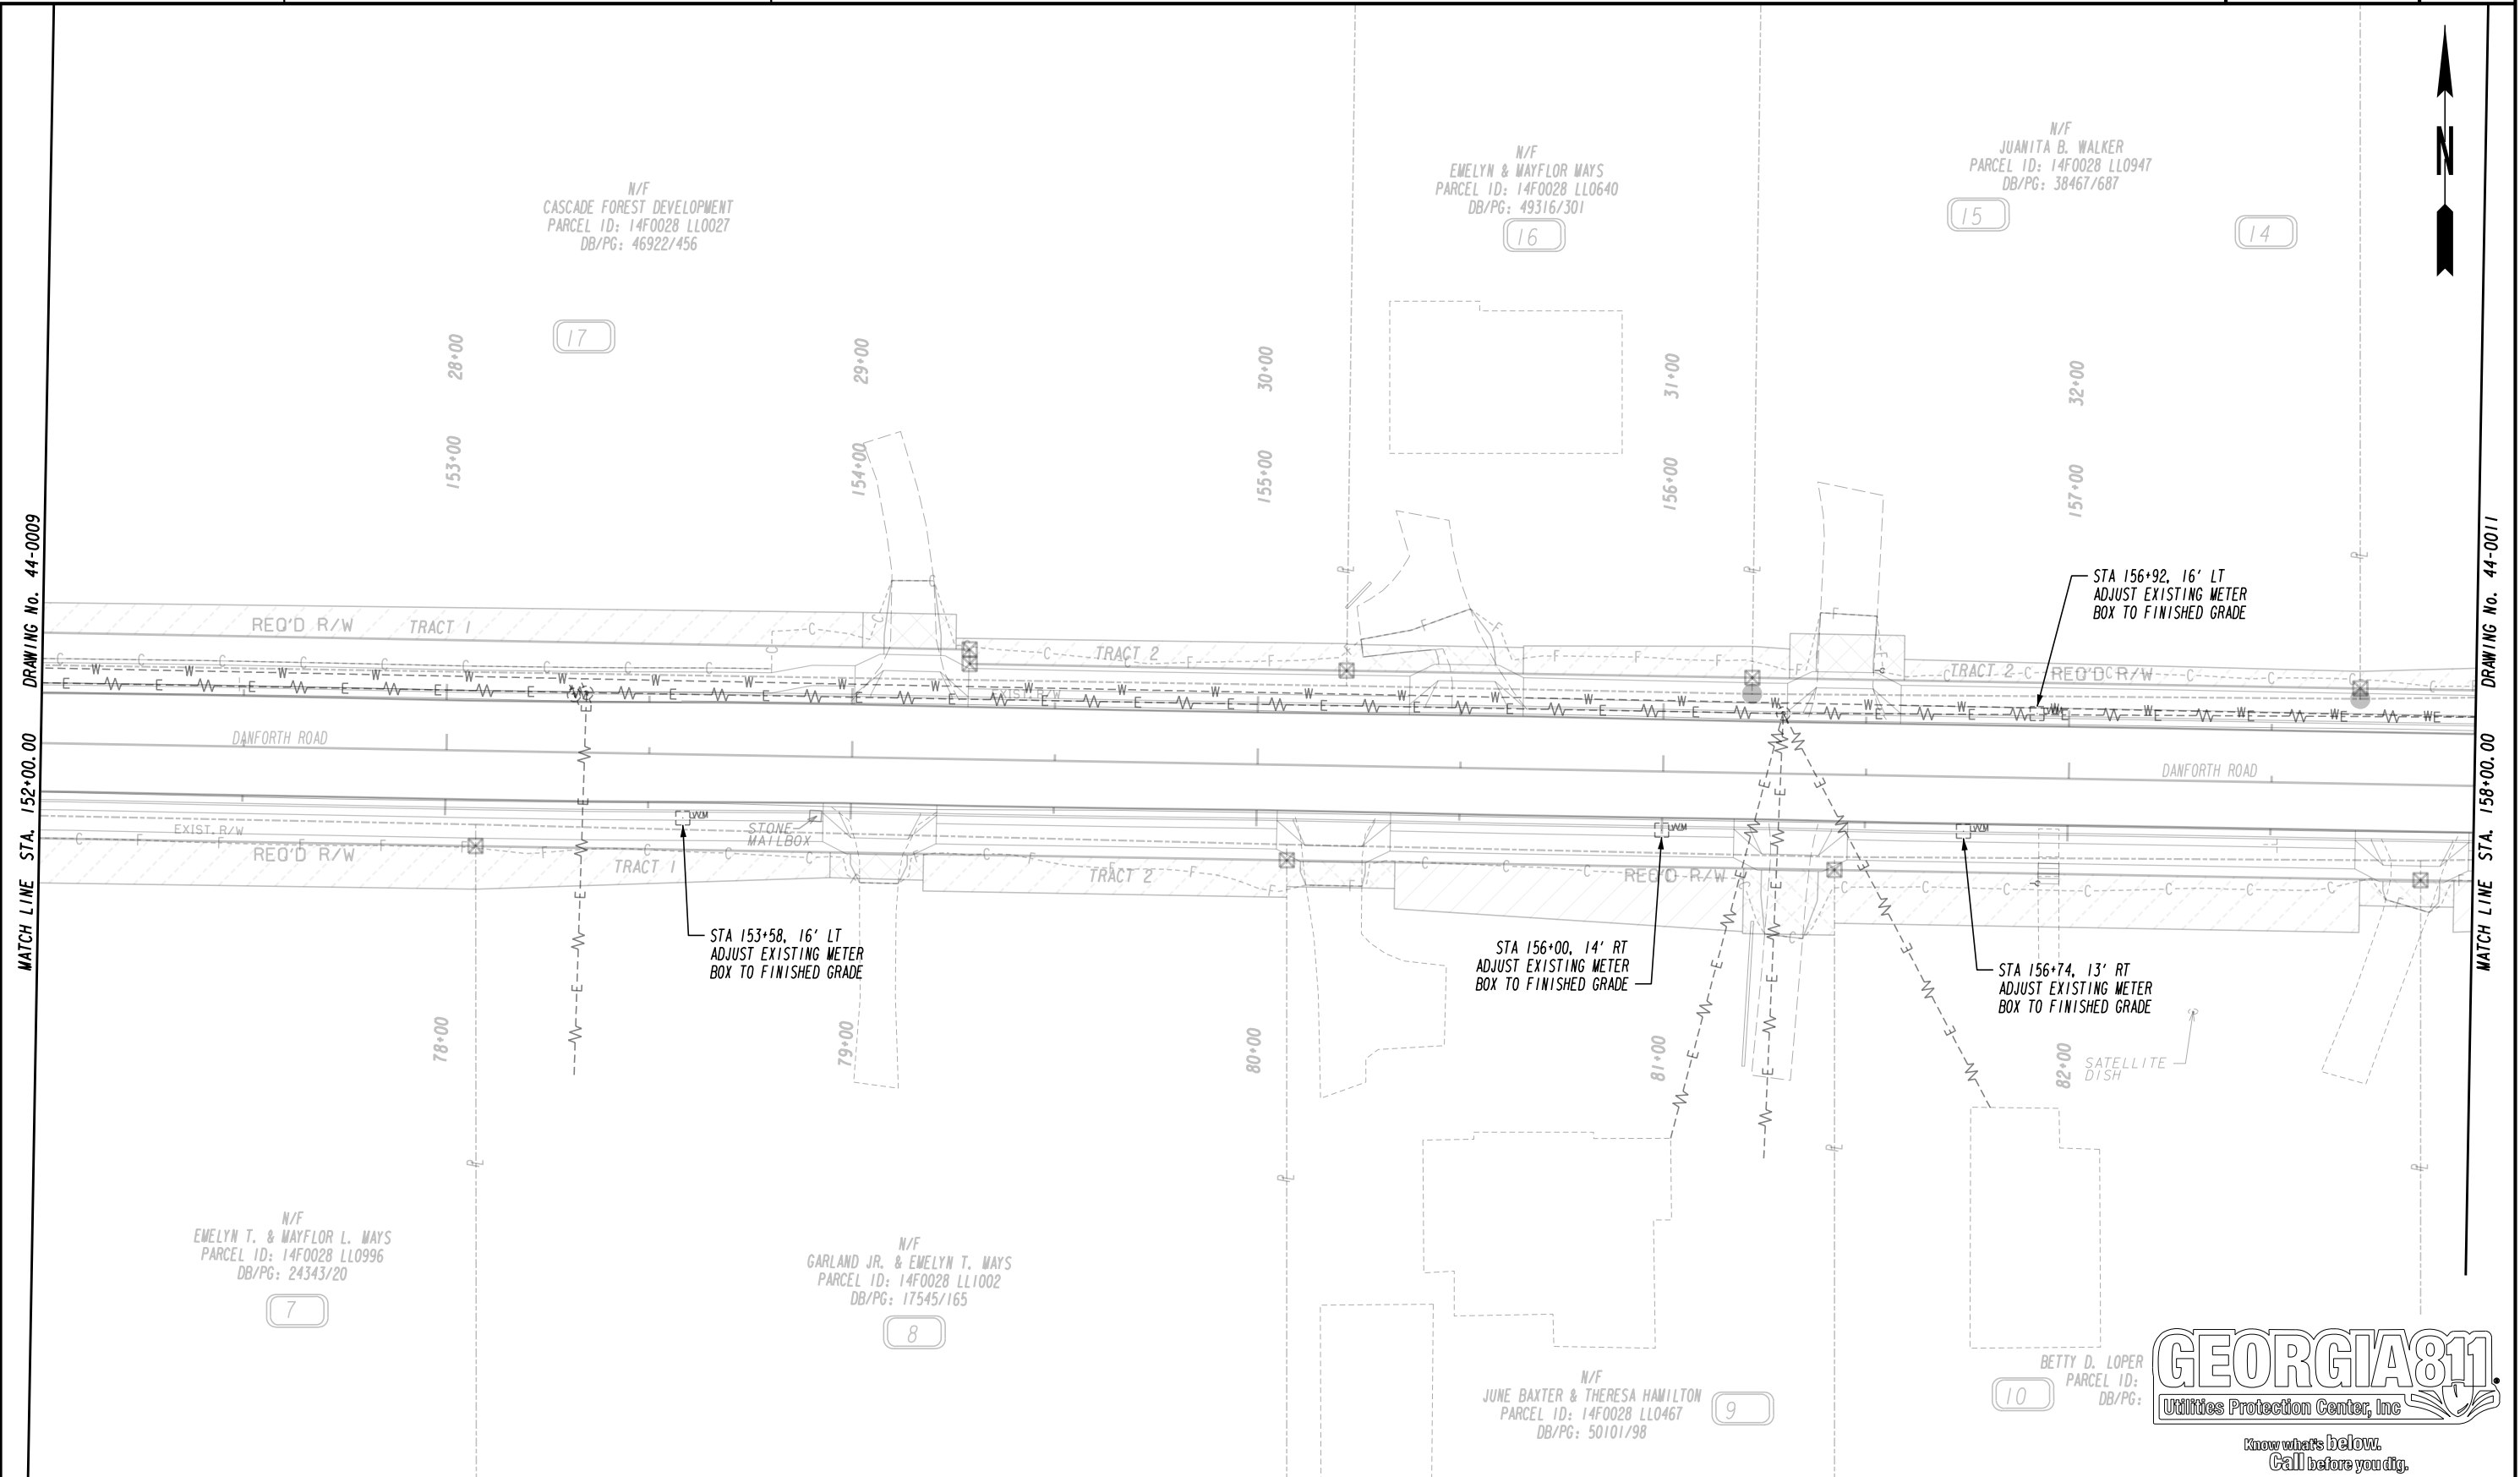 N/F
CASCADE FOREST DEVELOPMENT
PARCEL ID: 14F0028 LL0027
DB/PG: 46922/456
17
N/F
EMELYN & MAYFLOR MAYS
PARCEL ID: 14F0028 LL0640
DB/PG: 49316/301
16
N/F
JUANITA B. WALKER
PARCEL ID: 14F0028 LL0947
DB/PG: 38467/687
15
14
N
28+00
29+00
30+00
31+00
32+00
153+00
154+00
155+00
156+00
157+00
MATCH LINE STA. 152+00.00 DRAWING No. 44-0009
MATCH LINE STA. 158+00.00 DRAWING No. 44-0011
STA 156+92, 16' LT
ADJUST EXISTING METER
BOX TO FINISHED GRADE
REQ'D R/W TRACT 1
TRACT 2
TRACT 2 REQ'D R/W
EXIST. R/W
DANFORTH ROAD
DANFORTH ROAD
EXIST. R/W
REQ'D R/W
TRACT 1
STONE
MAILBOX
TRACT 2
REQ'D R/W
WM
WM
WM
STA 153+58, 16' LT
ADJUST EXISTING METER
BOX TO FINISHED GRADE
STA 156+00, 14' RT
ADJUST EXISTING METER
BOX TO FINISHED GRADE
STA 156+74, 13' RT
ADJUST EXISTING METER
BOX TO FINISHED GRADE
78+00
79+00
80+00
81+00
82+00
SATELLITE
DISH
N/F
EMELYN T. & MAYFLOR L. MAYS
PARCEL ID: 14F0028 LL0996
DB/PG: 24343/20
7
N/F
GARLAND JR. & EMELYN T. MAYS
PARCEL ID: 14F0028 LL1002
DB/PG: 17545/165
8
N/F
JUNE BAXTER & THERESA HAMILTON
PARCEL ID: 14F0028 LL0467
DB/PG: 50101/98
9
10
BETTY D. LOPER
PARCEL ID:
DB/PG:
GEORGIA811
Utilities Protection Center, Inc
Know what's below.
Call before you dig.